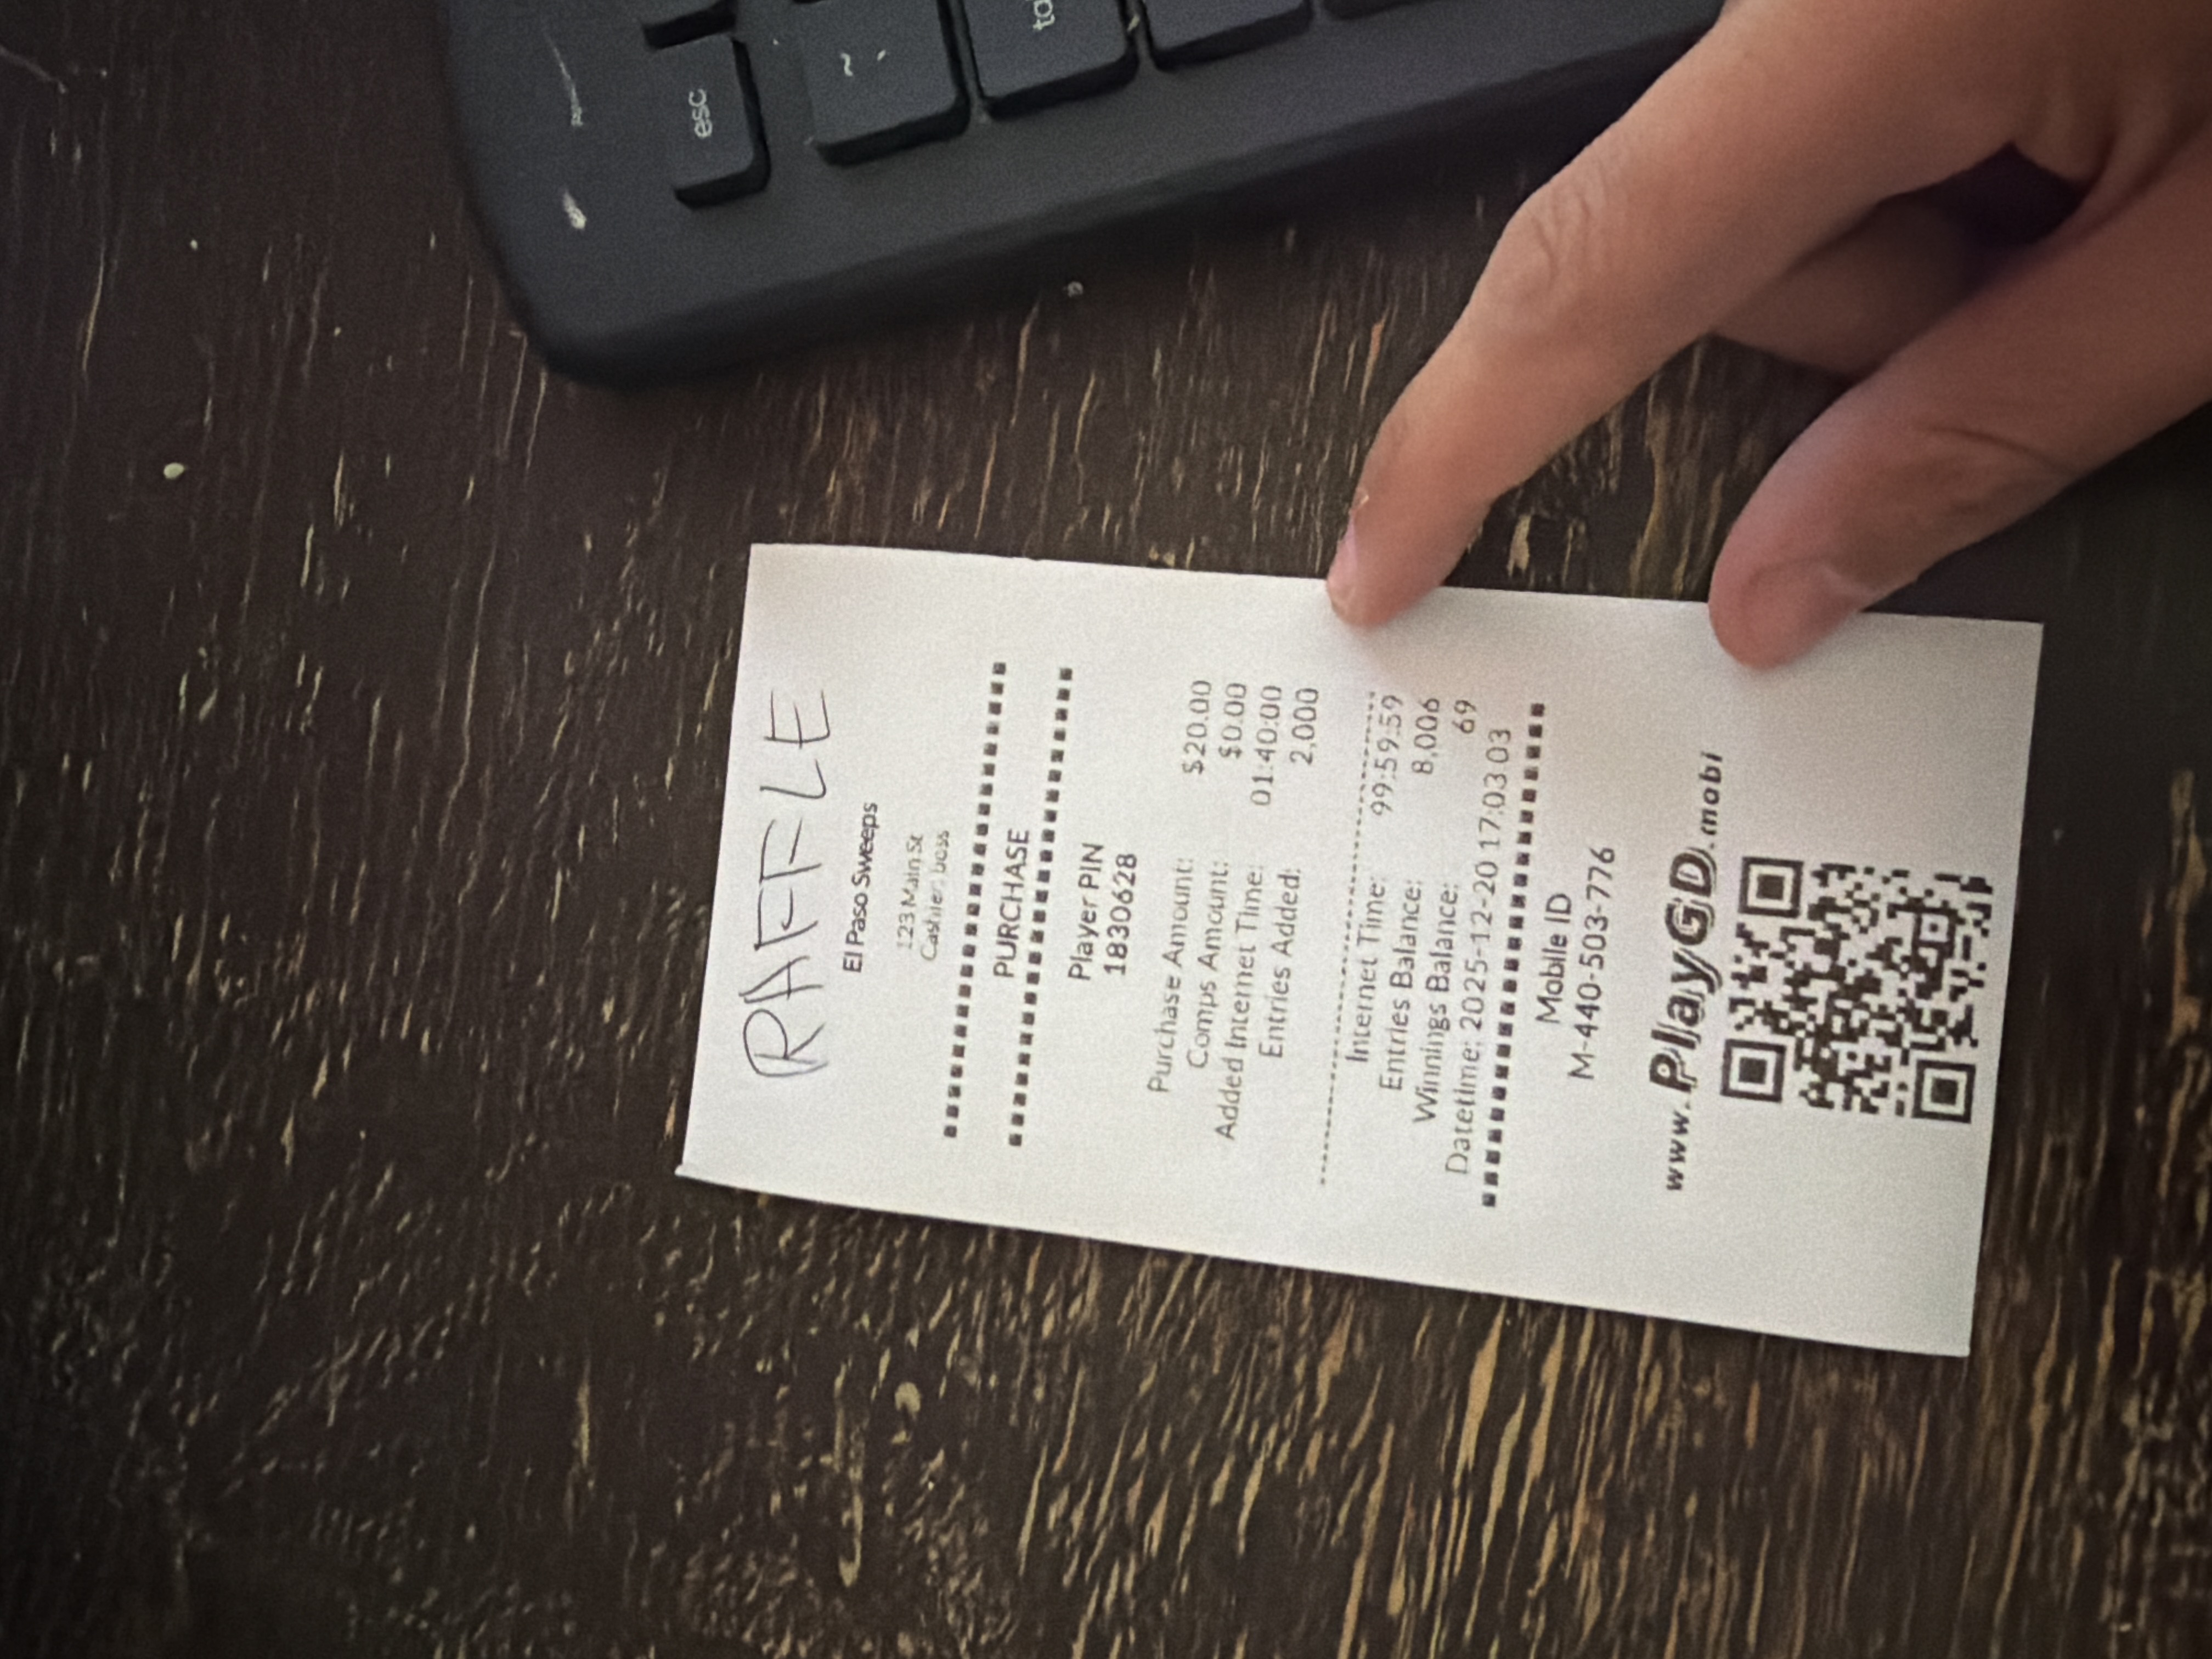 RAFFLE
El Paso Sweeps
123 Main St
Cashier: boss
PURCHASE
Player PIN
18306628
Purchase Amount: $20.00
Comps Amount: $0.00
Added Internet Time: 01:40:00
Entries Added: 2,000
Internet Time: 99:59:59
Entries Balance: 8,006
Winnings Balance: 69
Datetime: 2025-12-20 17:03:03
Mobile ID
M-440-503-776
www.PlayGD.mobi
esc
~ `